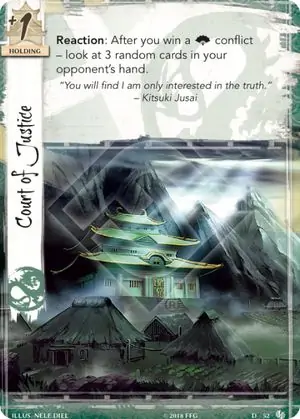 +1
HOLDING
Reaction: After you win a conflict
– look at 3 random cards in your
opponent's hand.
"You will find I am only interested in the truth."
– Kitsuki Jusai
Court of Justice
ILLUS. NELE DIEL
©2018 FFG
D 52